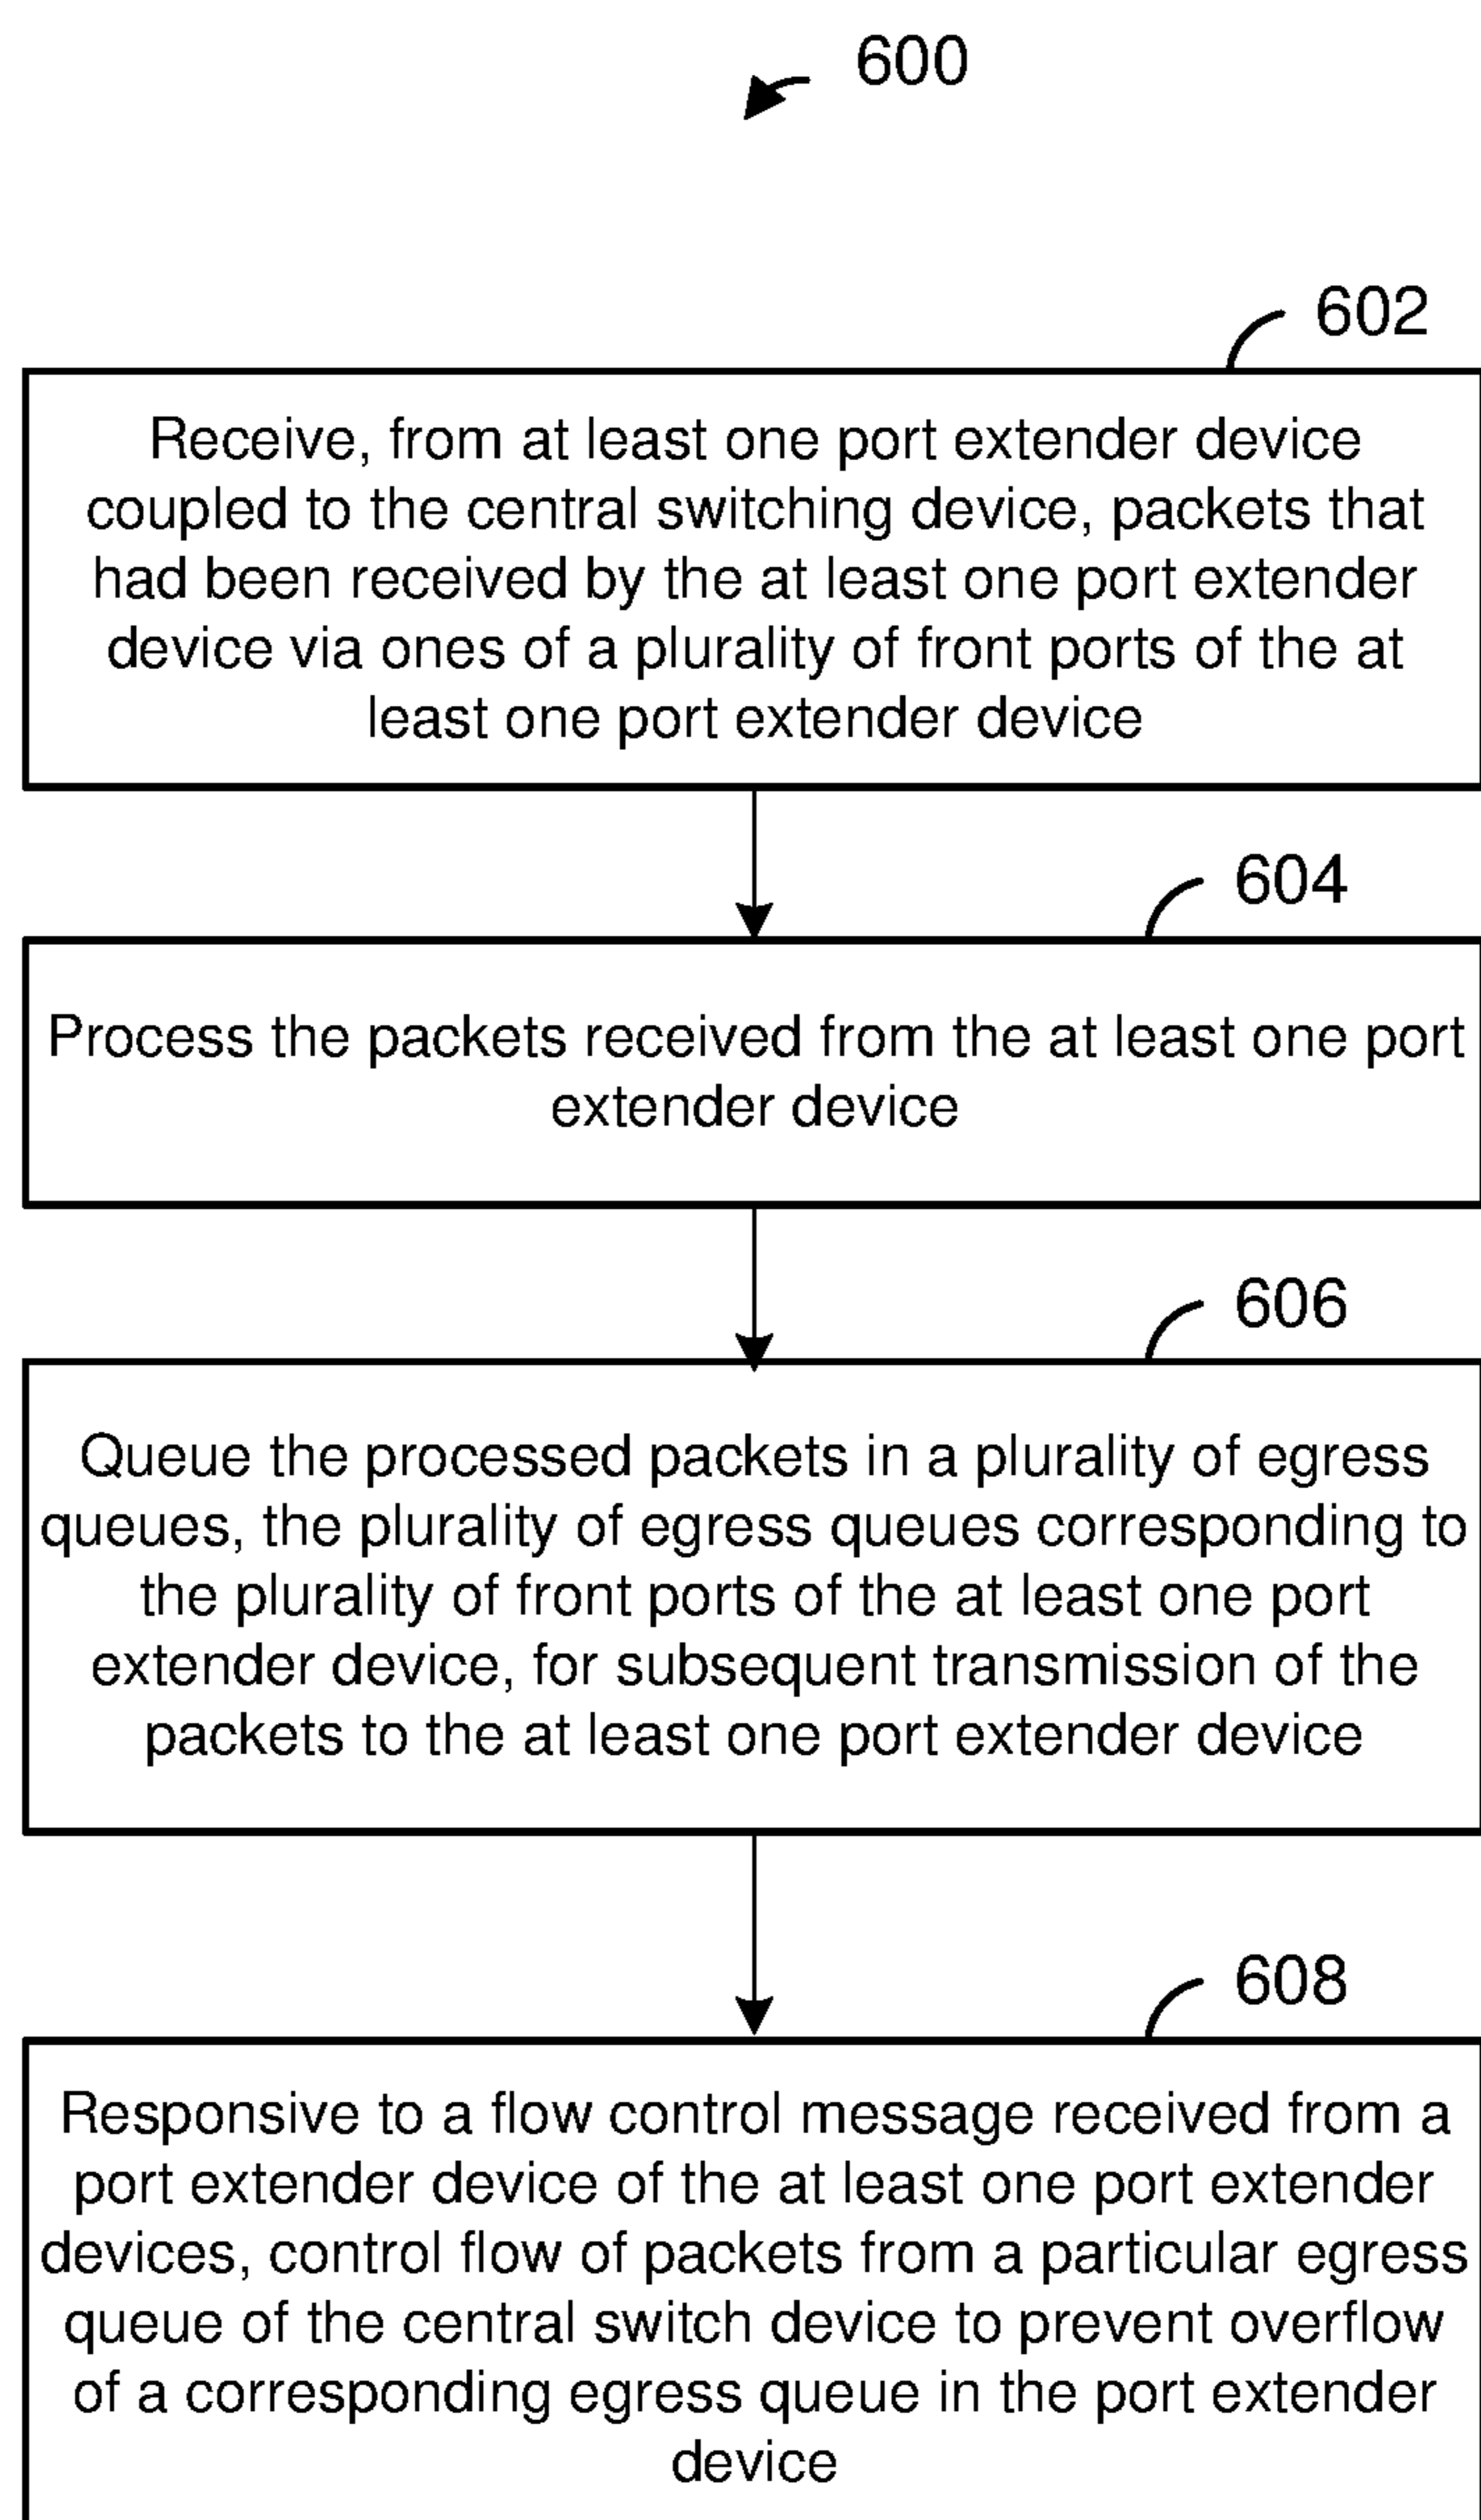 600
602
Receive, from at least one port extender device
coupled to the central switching device, packets that
had been received by the at least one port extender
device via ones of a plurality of front ports of the at
least one port extender device
604
Process the packets received from the at least one port
extender device
606
Queue the processed packets in a plurality of egress
queues, the plurality of egress queues corresponding to
the plurality of front ports of the at least one port
extender device, for subsequent transmission of the
packets to the at least one port extender device
608
Responsive to a flow control message received from a
port extender device of the at least one port extender
devices, control flow of packets from a particular egress
queue of the central switch device to prevent overflow
of a corresponding egress queue in the port extender
device